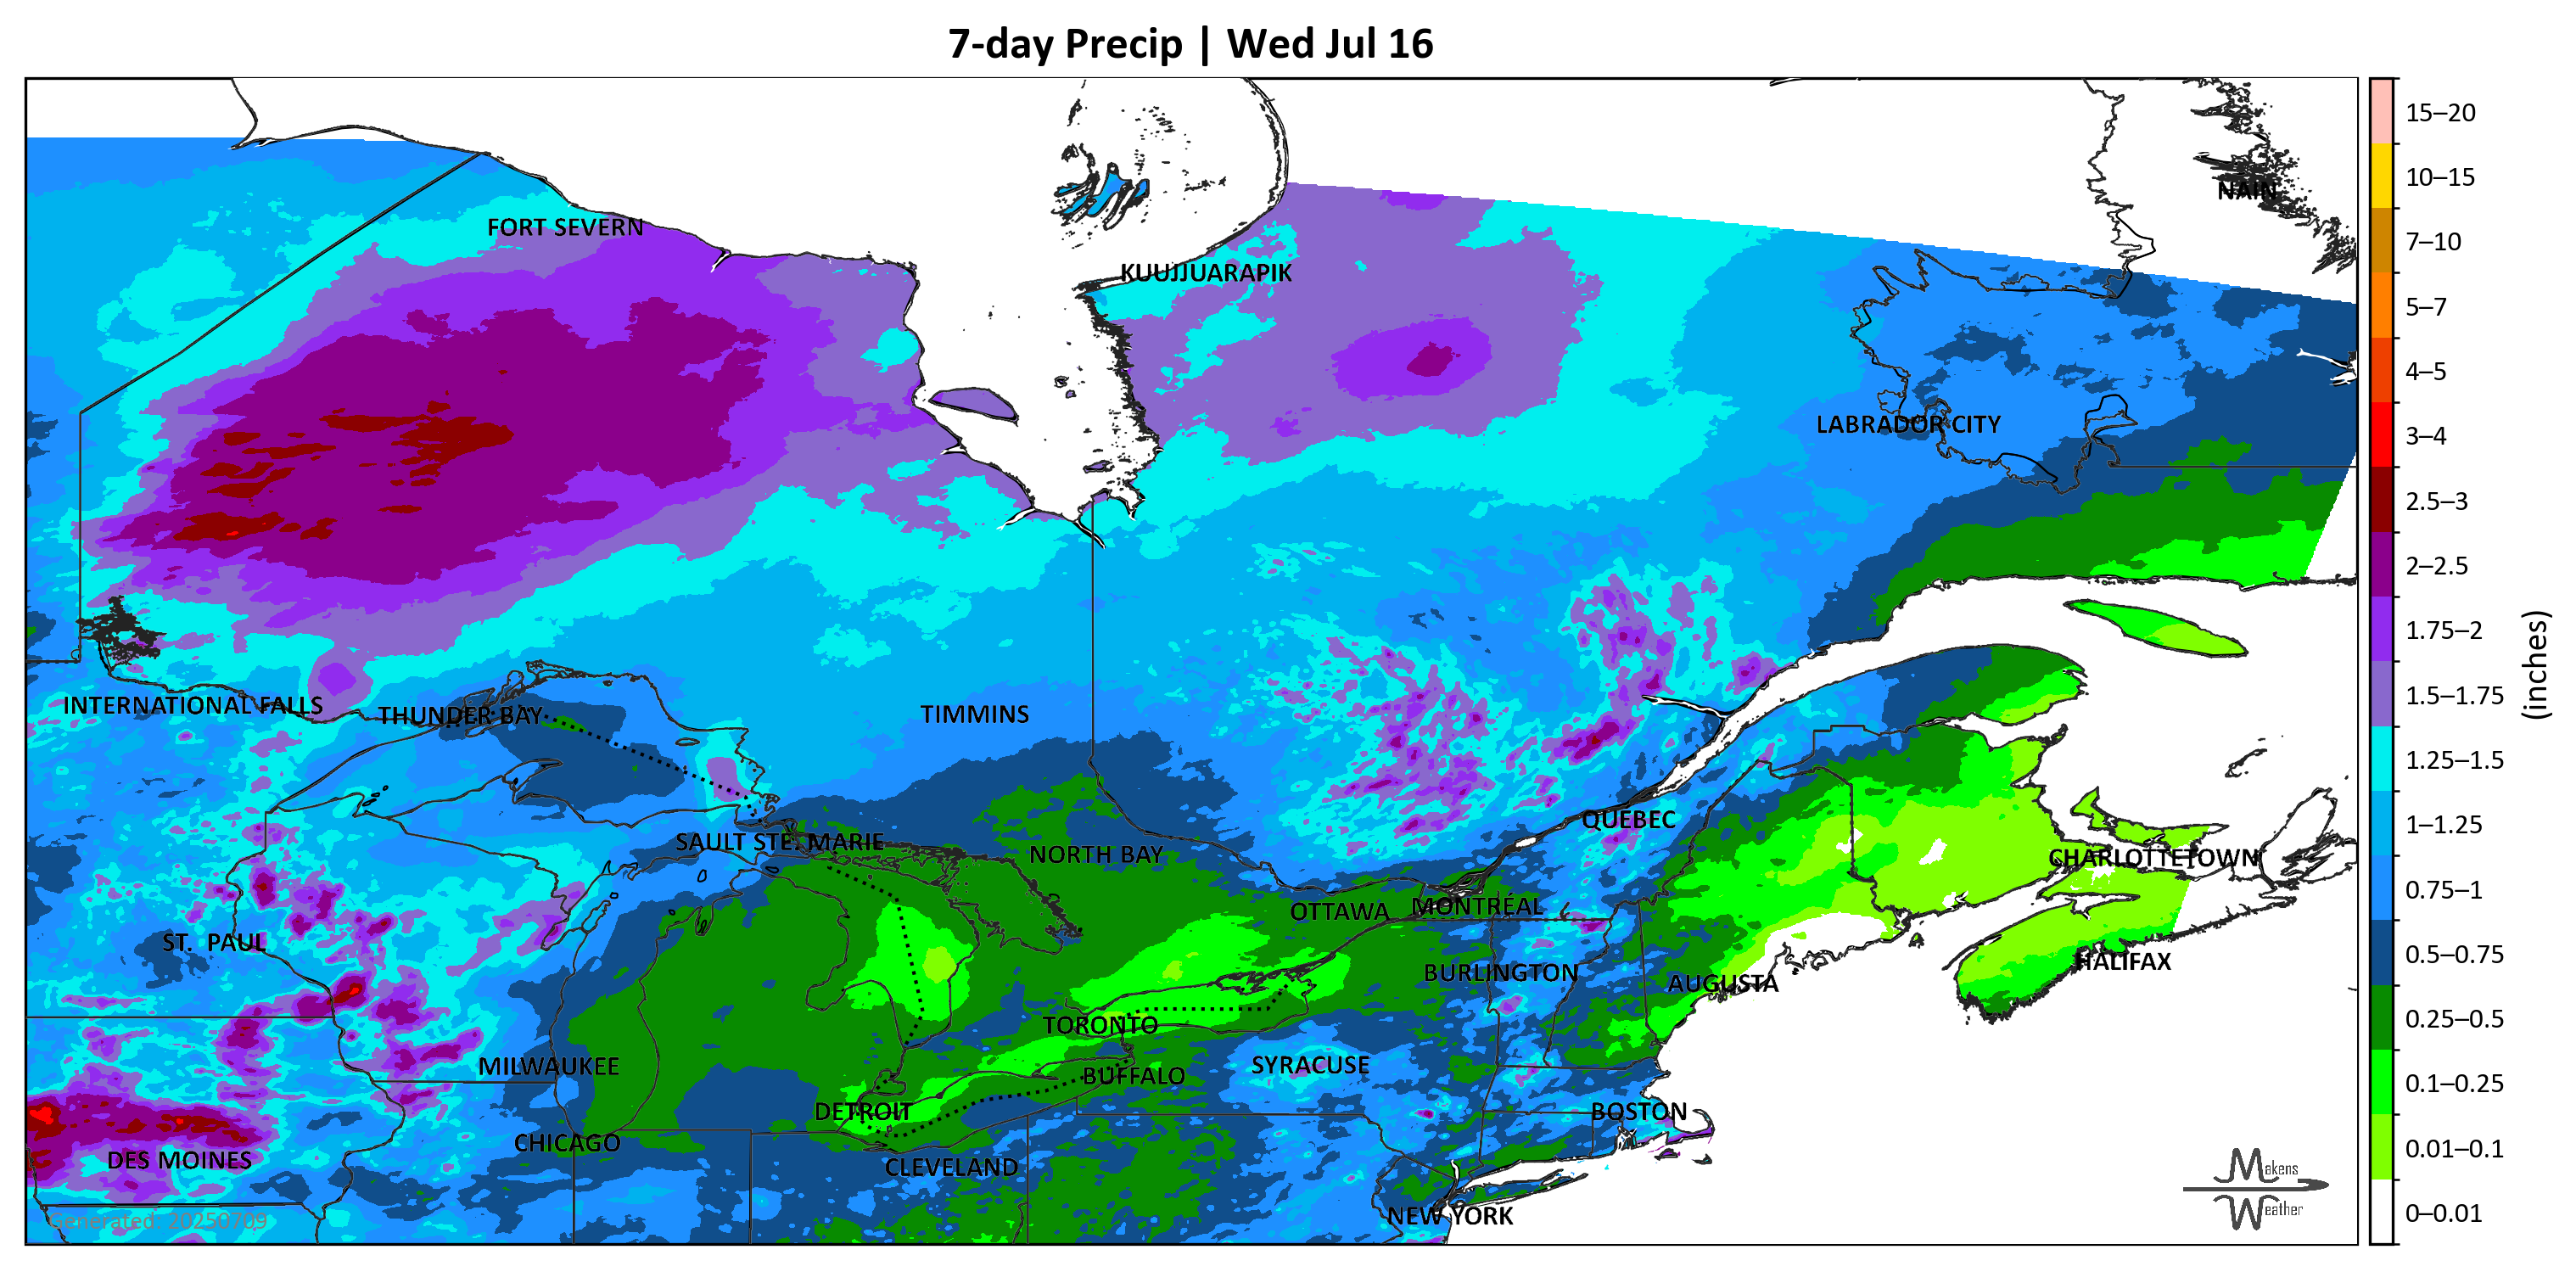 7-day Precip | Wed Jul 16
NAIN
FORT SEVERN
KUUJJUARAPIK
LABRADOR CITY
INTERNATIONAL FALLS
THUNDER BAY
TIMMINS
SAULT STE. MARIE
QUEBEC
NORTH BAY
CHARLOTTETOWN
OTTAWA
MONTRÉAL
ST. PAUL
HALIFAX
BURLINGTON
AUGUSTA
TORONTO
MILWAUKEE
SYRACUSE
BUFFALO
DETROIT
BOSTON
CHICAGO
DES MOINES
CLEVELAND
NEW YORK
Generated: 20250709
Makens
Weather
15–20
10–15
7–10
5–7
4–5
3–4
2.5–3
2–2.5
1.75–2
1.5–1.75
1.25–1.5
1–1.25
0.75–1
0.5–0.75
0.25–0.5
0.1–0.25
0.01–0.1
0–0.01
(inches)